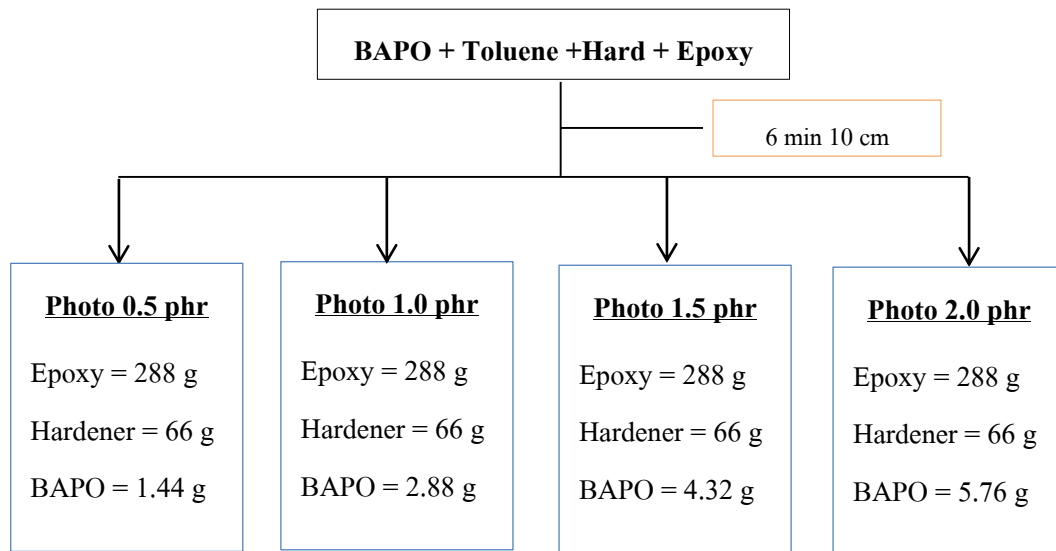 BAPO + Toluene +Hard + Epoxy
6 min 10 cm
Photo 0.5 phr
Epoxy = 288 g
Hardener = 66 g
BAPO = 1.44 g
Photo 1.0 phr
Epoxy = 288 g
Hardener = 66 g
BAPO = 2.88 g
Photo 1.5 phr
Epoxy = 288 g
Hardener = 66 g
BAPO = 4.32 g
Photo 2.0 phr
Epoxy = 288 g
Hardener = 66 g
BAPO = 5.76 g